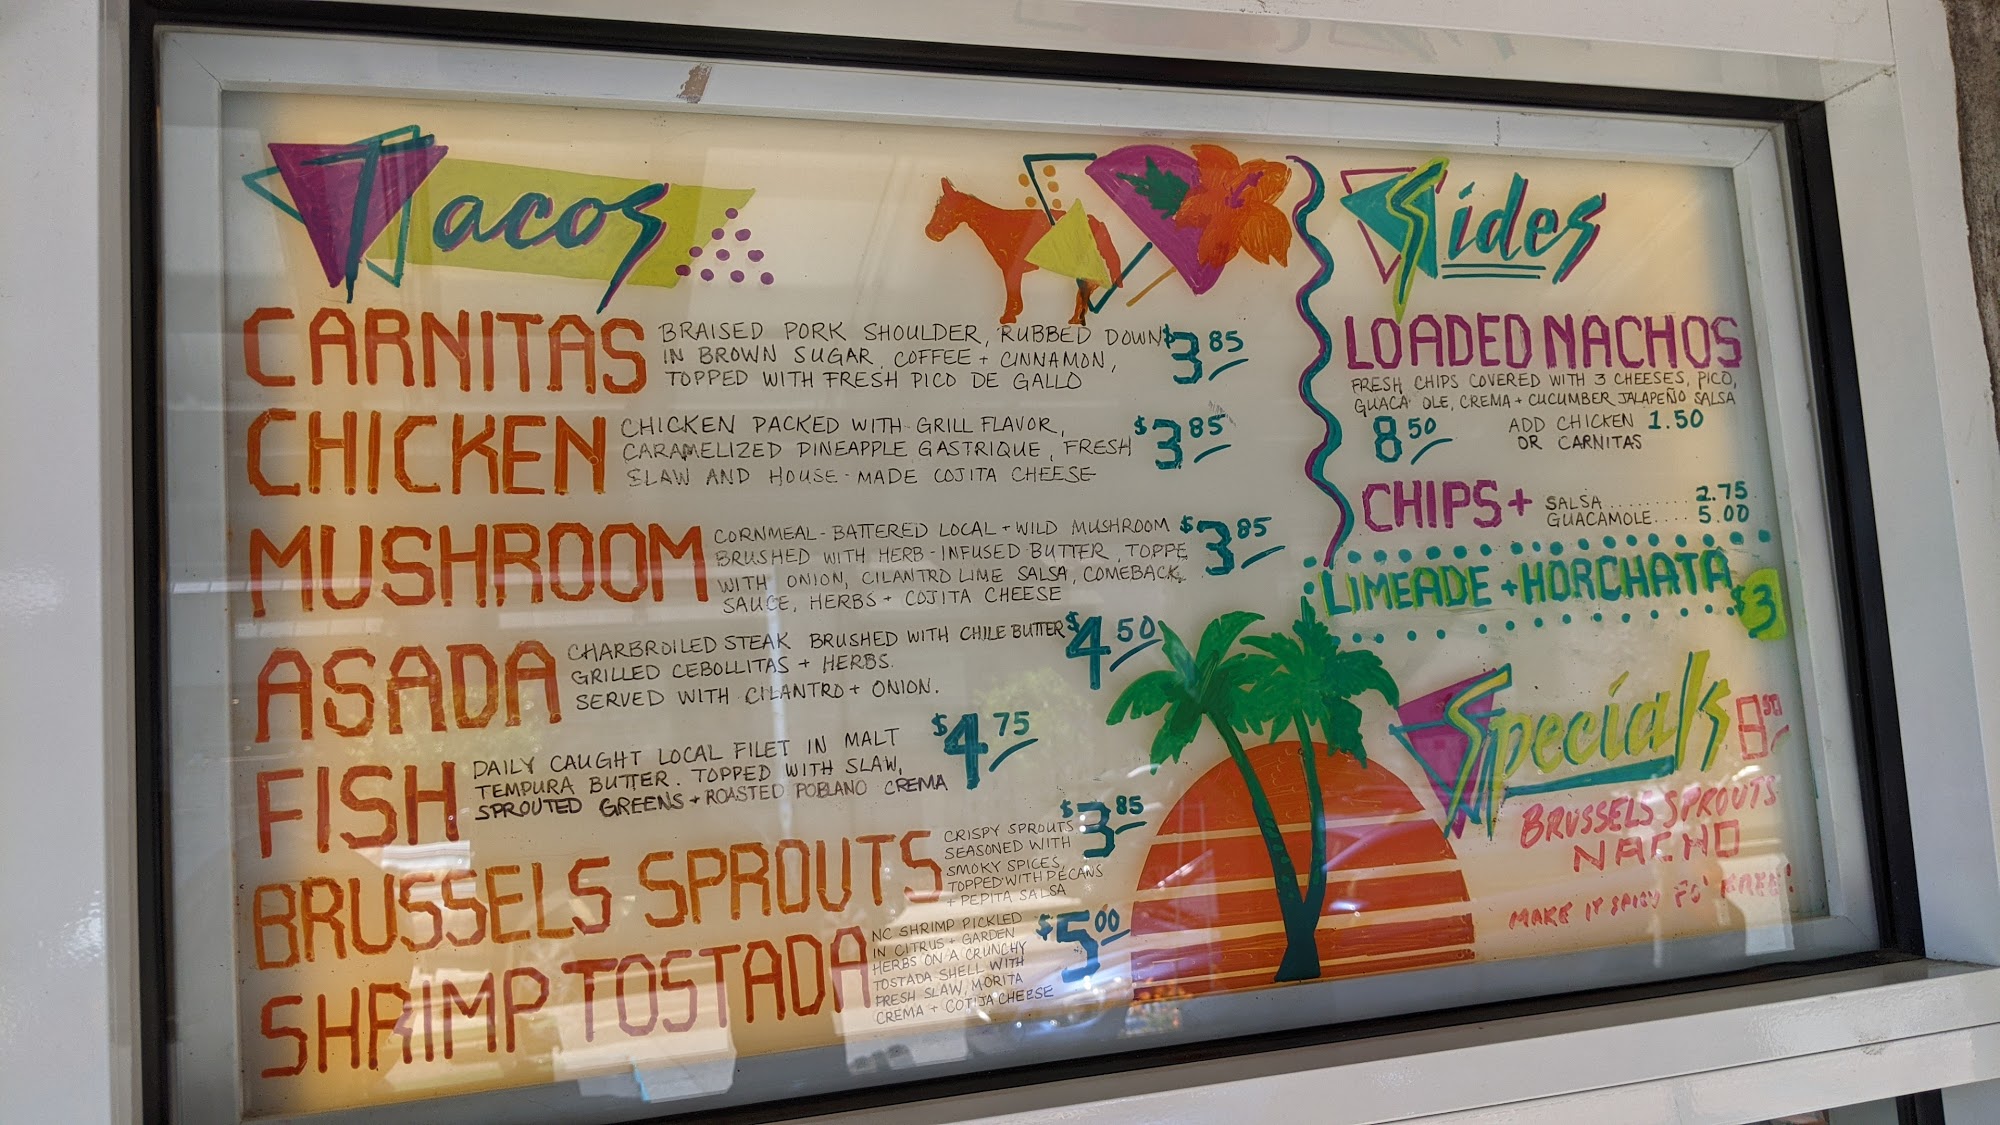 Tacos
CARNITAS
BRAISED PORK SHOULDER, RUBBED DOWN
IN BROWN SUGAR, COFFEE + CINNAMON,
TOPPED WITH FRESH PICO DE GALLO
$3.85
CHICKEN
CHICKEN PACKED WITH GRILL FLAVOR,
CARAMELIZED PINEAPPLE GASTRIQUE, FRESH
SLAW AND HOUSE-MADE COJITA CHEESE
$3.85
MUSHROOM
CORNMEAL-BATTERED LOCAL + WILD MUSHROOM
BRUSHED WITH HERB-INFUSED BUTTER, TOPPE
WITH ONION, CILANTRO LIME SALSA, COMEBACK
SAUCE, HERBS + COJITA CHEESE
$3.85
ASADA
CHARBROILED STEAK BRUSHED WITH CHILE BUTTER
GRILLED CEBOLLITAS + HERBS.
SERVED WITH CILANTRO + ONION.
$4.50
FISH
DAILY CAUGHT LOCAL FILET IN MALT
TEMPURA BUTTER. TOPPED WITH SLAW,
SPROUTED GREENS + ROASTED POBLANO CREMA
$4.75
BRUSSELS SPROUTS
CRISPY SPROUTS
SEASONED WITH
SMOKY SPICES,
TOPPED WITH PECANS
+ PEPITA SALSA
$3.85
SHRIMP TOSTADA
NC SHRIMP PICKLED
IN CITRUS + GARDEN
HERBS ON A CRUNCHY
TOSTADA SHELL WITH
FRESH SLAW, MORITA
CREMA + COTIJA CHEESE
$5.00
Sides
LOADED NACHOS
FRESH CHIPS COVERED WITH 3 CHEESES, PICO,
GUACA OLE, CREMA + CUCUMBER JALAPEÑO SALSA
8.50 ADD CHICKEN 1.50
OR CARNITAS
CHIPS +
SALSA........ 2.75
GUACAMOLE.... 5.00
LIMEADE + HORCHATA
$3
Specials 8.50
BRUSSELS SPROUTS
NACHO
MAKE IT SPICY FO' FREE!